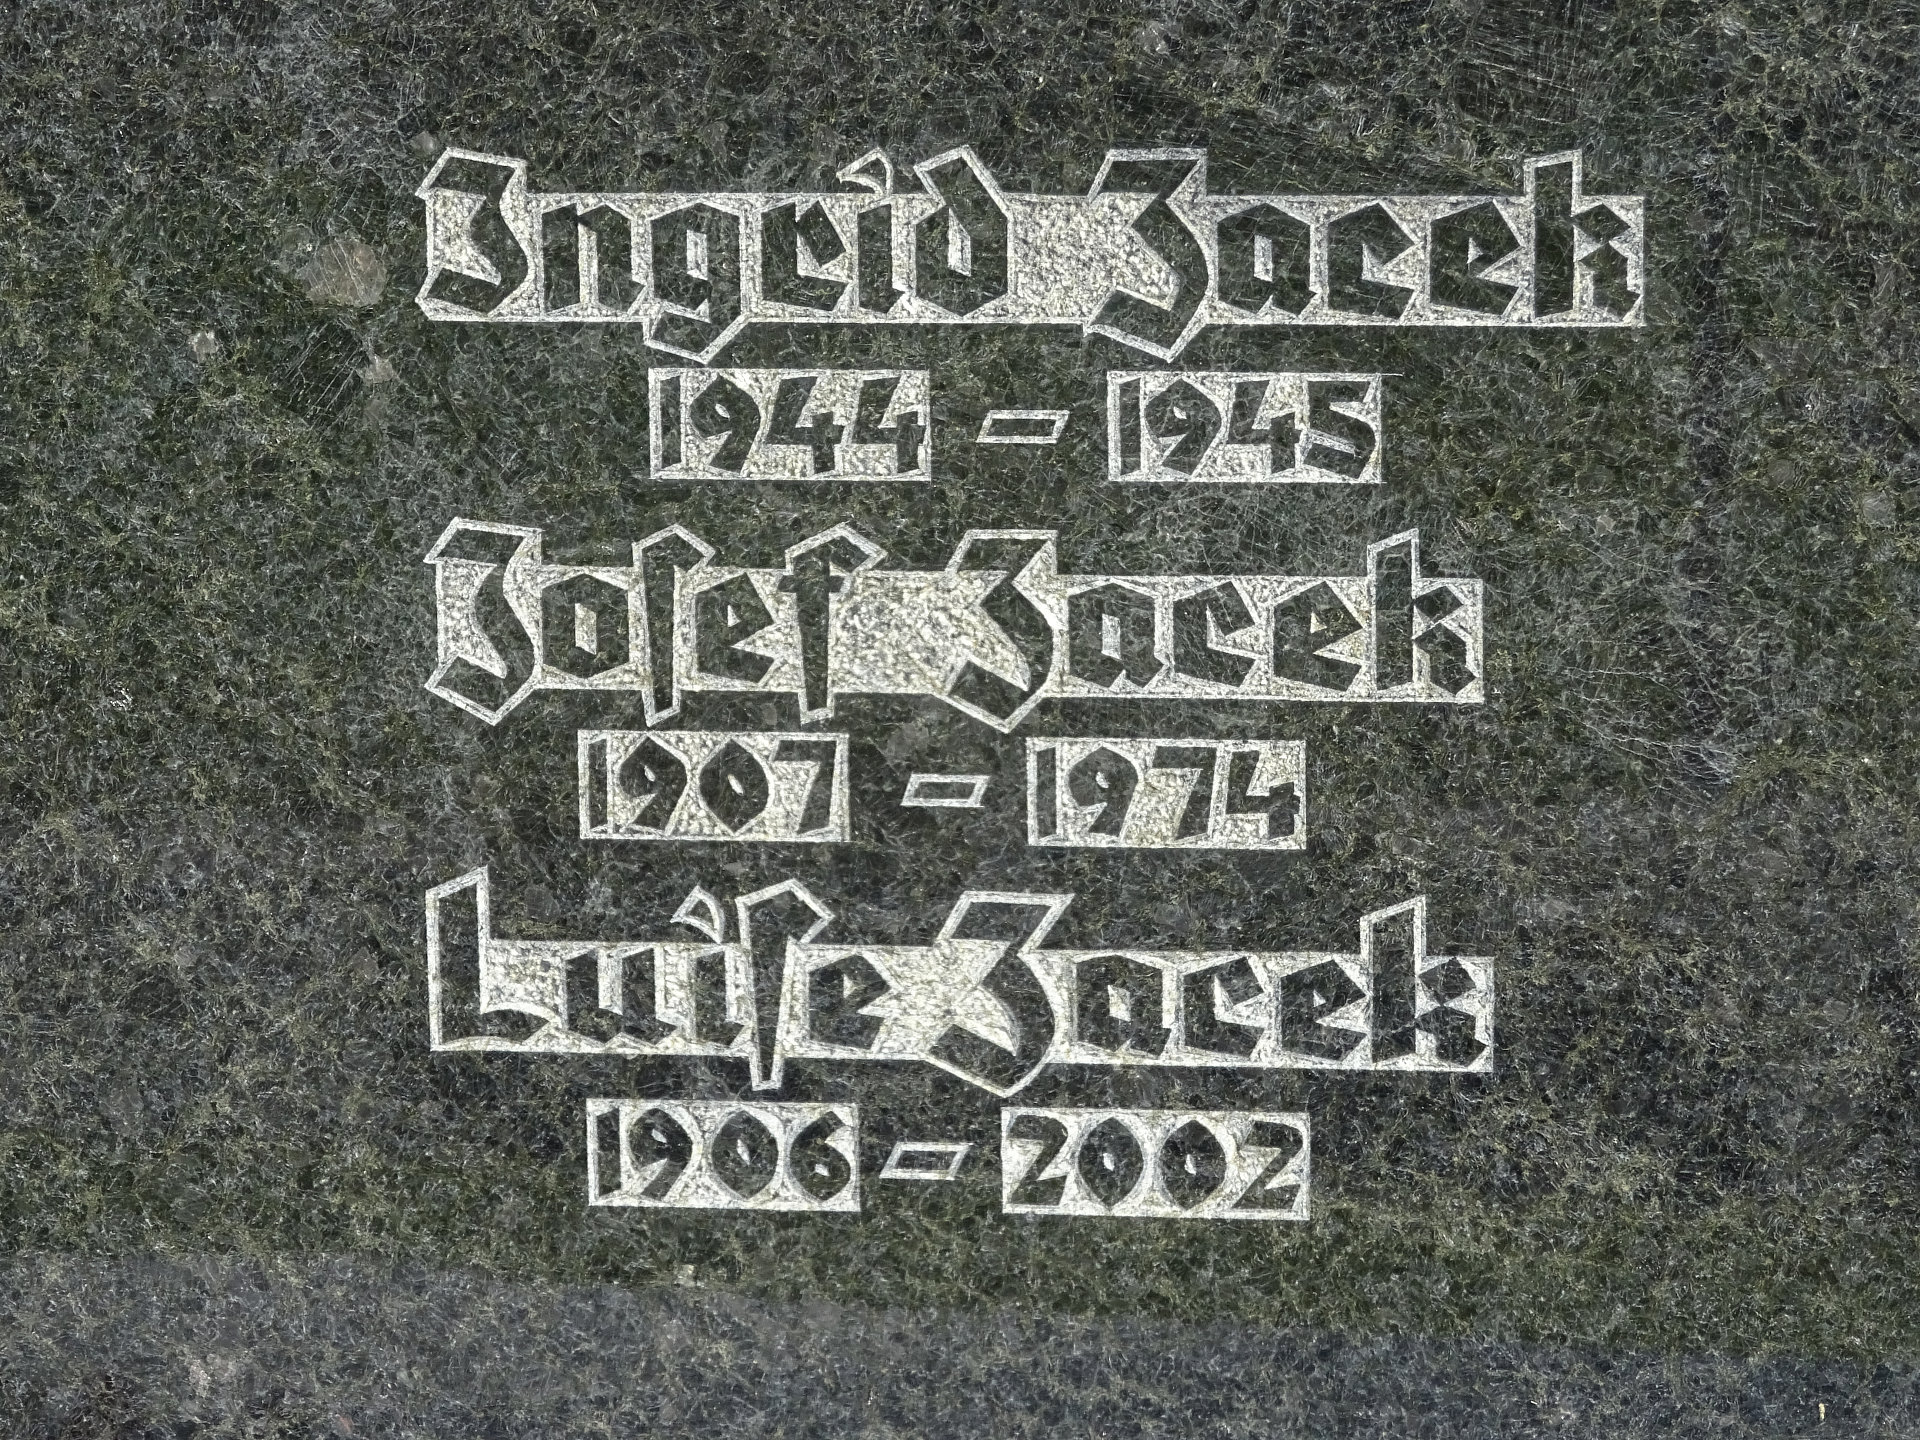 Ingrid Zacek
1944 - 1945
Josef Zacek
1907 - 1974
Luise Zacek
1906 - 2002